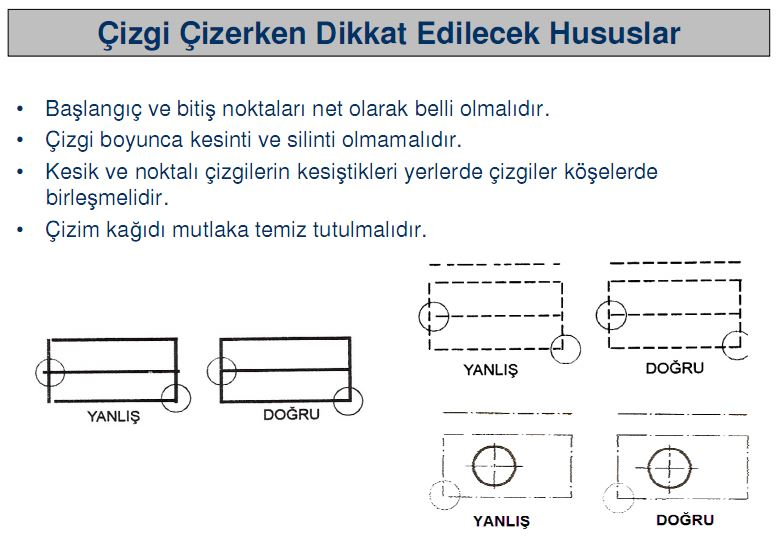 Çizgi Çizerken Dikkat Edilecek Hususlar
• Başlangıç ve bitiş noktaları net olarak belli olmalıdır.
• Çizgi boyunca kesinti ve silinti olmamalıdır.
• Kesik ve noktalı çizgilerin kesiştikleri yerlerde çizgiler köşelerde
birleşmelidir.
• Çizim kağıdı mutlaka temiz tutulmalıdır.
YANLIŞ
DOĞRU
YANLIŞ
DOĞRU
YANLIŞ
DOĞRU